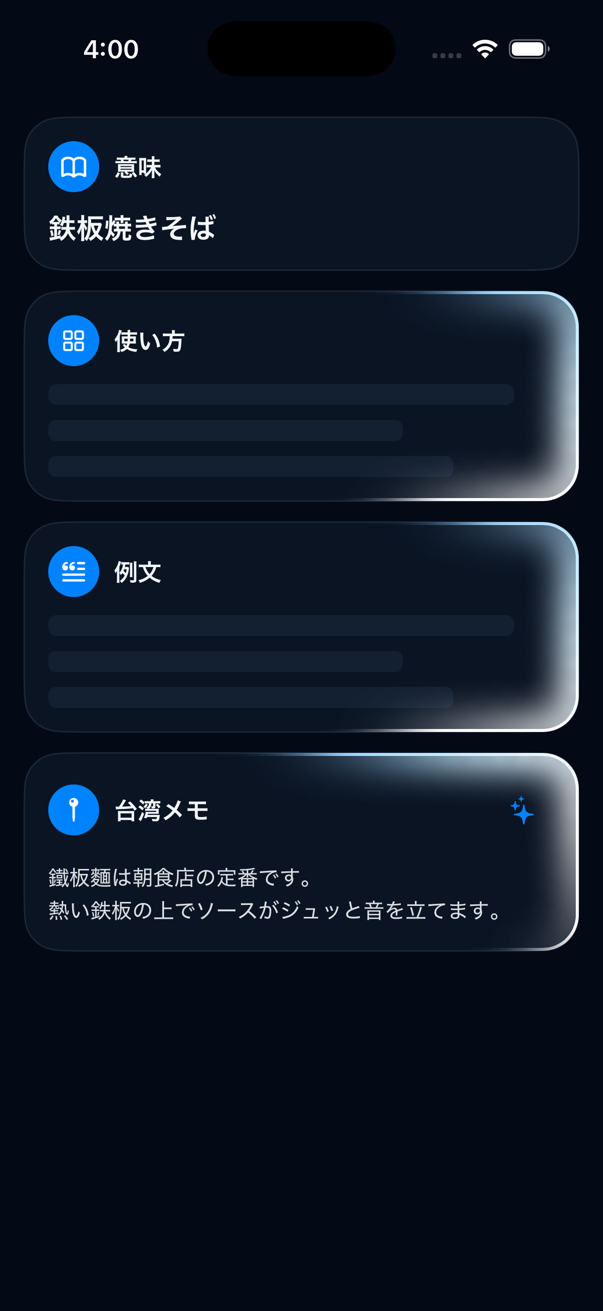 4:00
意味
鉄板焼きそば
使い方
例文
台湾メモ
鐵板麵は朝食店の定番です。
熱い鉄板の上でソースがジュッと音を立てます。